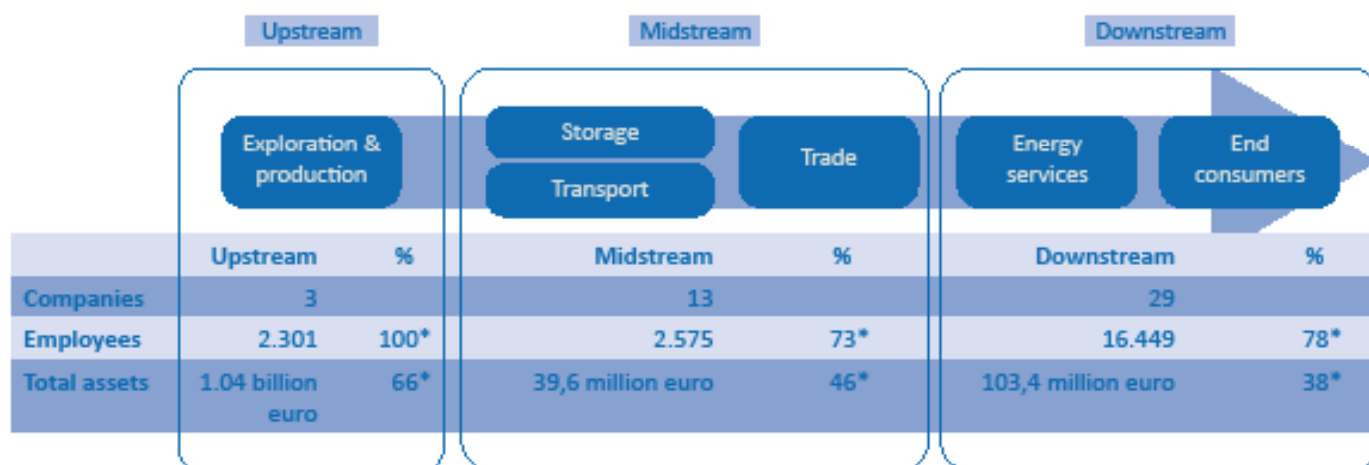 Upstream Midstream Downstream
Exploration &
production
Storage
Transport
Trade
Energy
services
End
consumers
Upstream % Midstream % Downstream %
Companies 3 13 29
Employees 2.301 100* 2.575 73* 16.449 78*
Total assets 1.04 billion 66* 39,6 million euro 46* 103,4 million euro 38*
euro